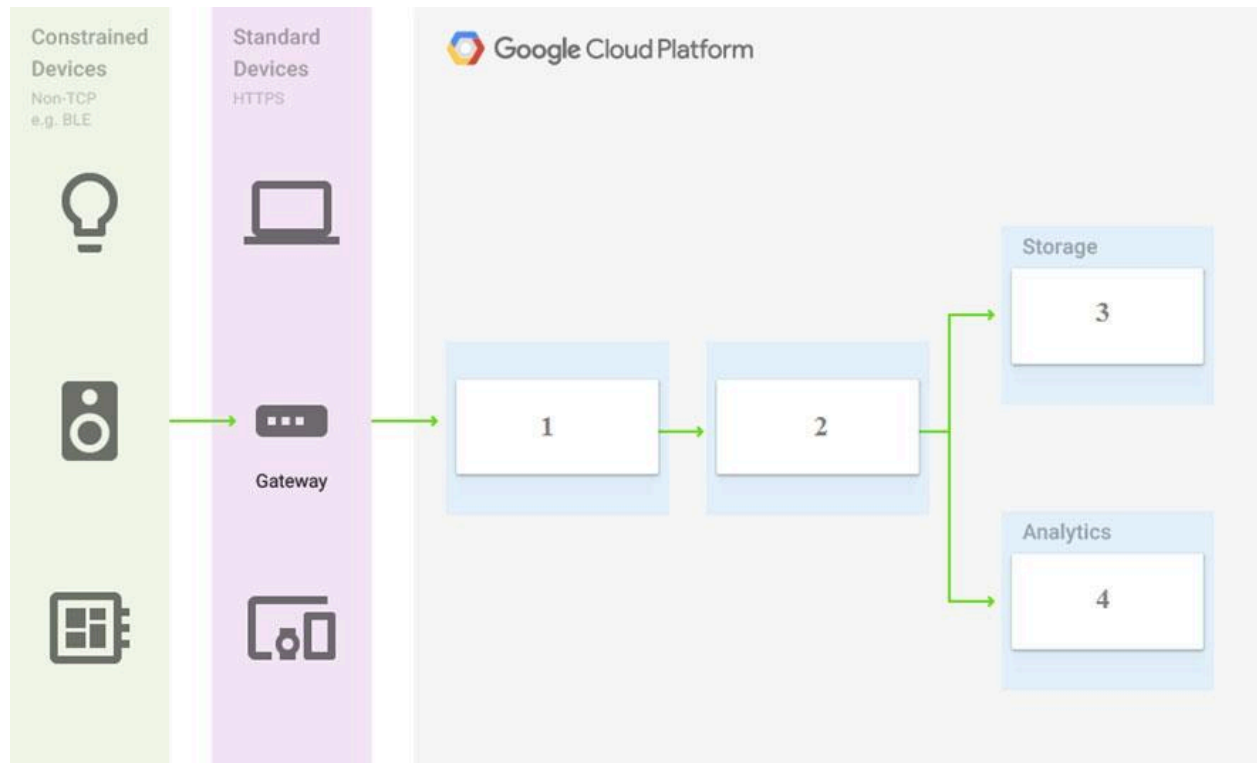 Constrained
Devices
Non-TCP
e.g. BLE
Standard
Devices
HTTPS
Google Cloud Platform
Gateway
1
2
Storage
3
Analytics
4